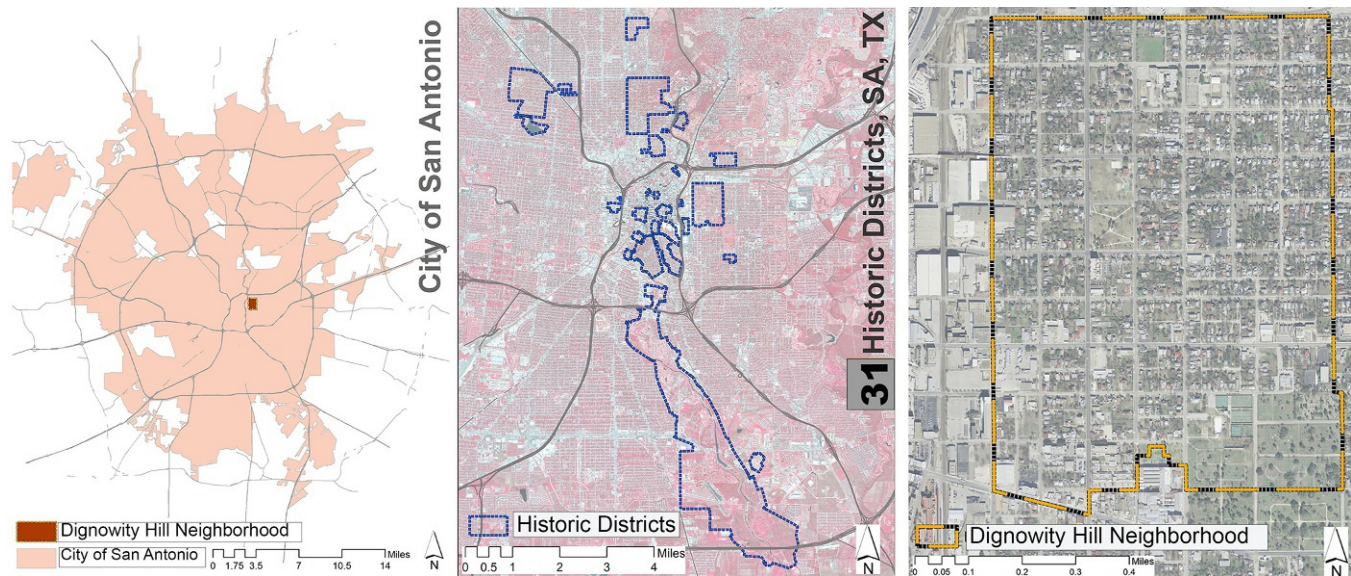 City of San Antonio
Dignowity Hill Neighborhood
City of San Antonio
Miles
0 1.75 3.5 7 10.5 14
N
31 Historic Districts, SA, TX
Historic Districts
Miles
0 0.5 1 2 3 4
N
Dignowity Hill Neighborhood
Miles
0 0.05 0.1 0.2 0.3 0.4
N